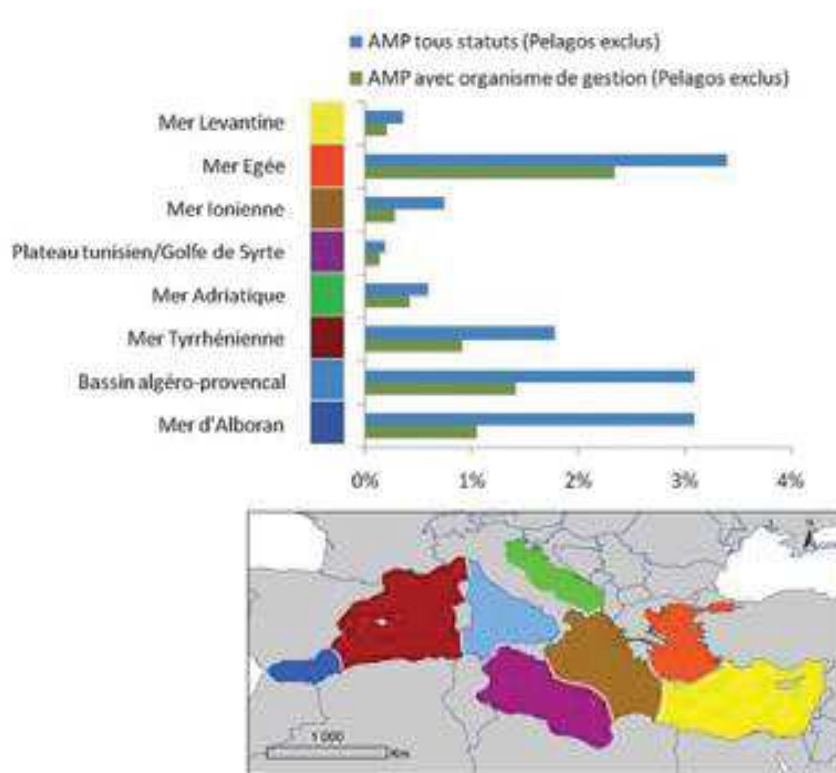 AMP tous statuts (Pelagos exclus)
AMP avec organisme de gestion (Pelagos exclus)
Mer Levantine
Mer Egée
Mer Ionienne
Plateau tunisien/Golfe de Syrte
Mer Adriatique
Mer Tyrrhénienne
Bassin algéro-provencal
Mer d'Alboran
0% 1% 2% 3% 4%
1 000